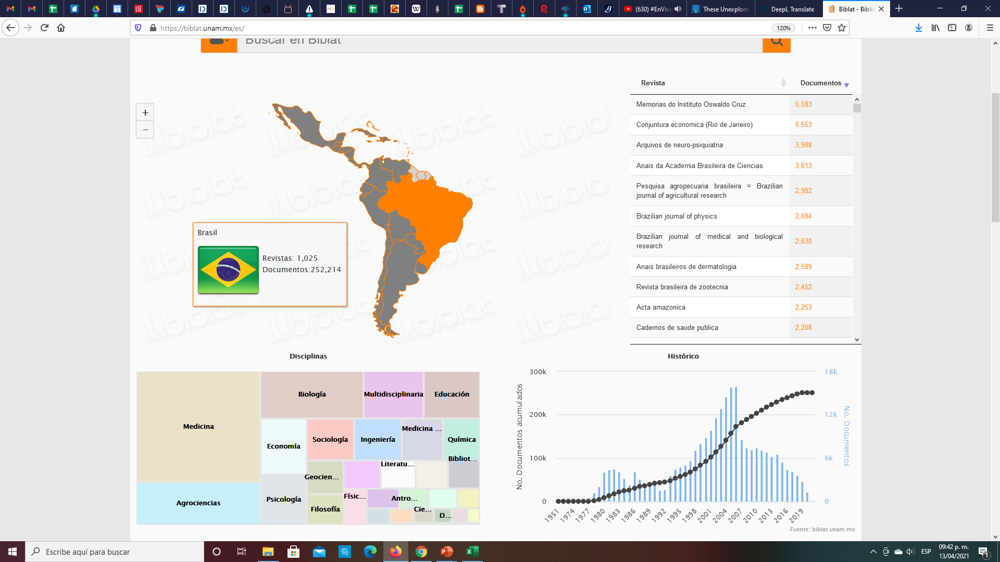 (630) #EnVivo
These Unexplore
DeepL Translate
Biblat - Biblio
https://biblat.unam.mx/es/
120%
Buscar en Biblat
+
−
Brasil
Revistas: 1,025
Documentos:252,214
Revista Documentos
Memorias do Instituto Oswaldo Cruz 5,583
Conjuntura economica (Rio de Janeiro) 5,553
Arquivos de neuro-psiquiatria 3,988
Anais da Academia Brasileira de Ciencias 3,613
Pesquisa agropecuaria brasileira = Brazilian
journal of agricultural research 2,982
Brazilian journal of physics 2,694
Brazilian journal of medical and biological
research 2,630
Anais brasileiros de dermatologia 2,589
Revista brasileira de zootecnia 2,452
Acta amazonica 2,253
Cadernos de saude publica 2,208
biblat
Disciplinas
Medicina
Agrociencias
Biología
Multidisciplinaria
Educación
Economía
Sociología
Ingeniería
Medicina ...
Química
Bibliot...
Literatu...
Geocien...
Psicología
Filosofía
Físic...
Antro...
Cie...
D...
Histórico
300k
200k
100k
0
No. Documentos acumulados
18k
12k
6k
0
No. Documentos
1951 1974 1977 1980 1983 1986 1989 1992 1995 1998 2001 2004 2007 2010 2013 2016 2019
Fuente: biblat.unam.mx
Escribe aquí para buscar
ESP
09:42 p. m.
13/04/2021
1